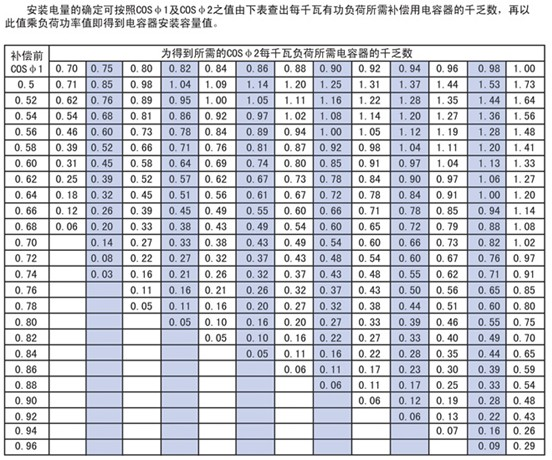 安装电量的确定可按照COSφ1及COSφ2之值由下表查出每千瓦有功负荷所需补偿用电容器的千乏数，再以
此值乘负荷功率值即得到电容器安装容量值。
补偿前 为得到所需的COSφ2每千瓦负荷所需电容器的千乏数
COSφ1 0.70 0.75 0.80 0.82 0.84 0.86 0.88 0.90 0.92 0.94 0.96 0.98 1.00
0.5 0.71 0.85 0.98 1.04 1.09 1.14 1.20 1.25 1.31 1.37 1.44 1.53 1.73
0.52 0.62 0.76 0.89 0.95 1.00 1.05 1.11 1.16 1.22 1.28 1.35 1.44 1.64
0.54 0.54 0.68 0.81 0.86 0.92 0.97 1.02 1.08 1.14 1.20 1.27 1.36 1.56
0.56 0.46 0.60 0.73 0.78 0.84 0.89 0.94 1.00 1.05 1.12 1.19 1.28 1.48
0.58 0.39 0.52 0.66 0.71 0.76 0.81 0.87 0.92 0.98 1.04 1.11 1.20 1.41
0.60 0.31 0.45 0.58 0.64 0.69 0.74 0.80 0.85 0.91 0.97 1.04 1.13 1.33
0.62 0.25 0.39 0.52 0.57 0.62 0.67 0.73 0.78 0.84 0.90 0.97 1.06 1.27
0.64 0.18 0.32 0.45 0.51 0.56 0.61 0.67 0.72 0.78 0.84 0.91 1.00 1.20
0.66 0.12 0.26 0.39 0.45 0.49 0.55 0.60 0.66 0.71 0.78 0.85 0.94 1.14
0.68 0.06 0.20 0.33 0.38 0.43 0.49 0.54 0.60 0.65 0.72 0.79 0.88 1.08
0.70 0.14 0.27 0.33 0.38 0.43 0.49 0.54 0.60 0.66 0.73 0.82 1.02
0.72 0.08 0.22 0.27 0.32 0.37 0.43 0.48 0.54 0.60 0.67 0.76 0.97
0.74 0.03 0.16 0.21 0.26 0.32 0.37 0.43 0.48 0.55 0.62 0.71 0.91
0.76 0.11 0.16 0.21 0.26 0.32 0.37 0.43 0.50 0.56 0.65 0.85
0.78 0.05 0.11 0.16 0.20 0.27 0.32 0.38 0.44 0.51 0.60 0.80
0.80 0.05 0.10 0.16 0.20 0.27 0.33 0.39 0.46 0.55 0.75
0.82 0.05 0.10 0.16 0.22 0.27 0.33 0.40 0.49 0.70
0.84 0.05 0.11 0.16 0.22 0.28 0.35 0.44 0.65
0.86 0.06 0.11 0.17 0.23 0.30 0.39 0.59
0.88 0.06 0.11 0.17 0.25 0.33 0.54
0.90 0.06 0.12 0.19 0.28 0.48
0.92 0.06 0.13 0.22 0.43
0.94 0.07 0.16 0.26
0.96 0.09 0.29